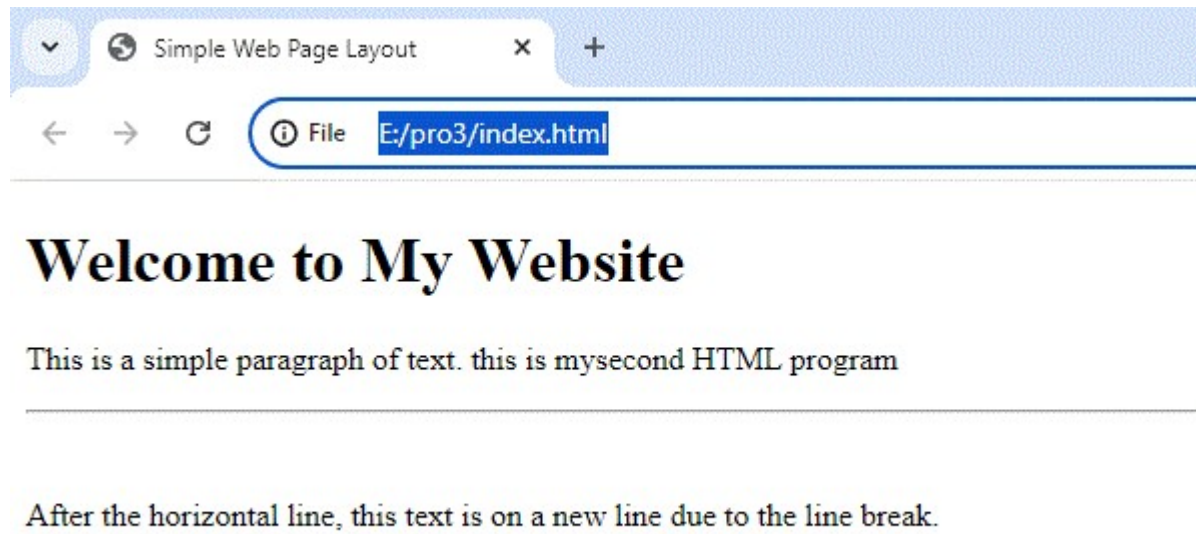 Simple Web Page Layout
File E:/pro3/index.html
Welcome to My Website
This is a simple paragraph of text. this is mysecond HTML program
After the horizontal line, this text is on a new line due to the line break.